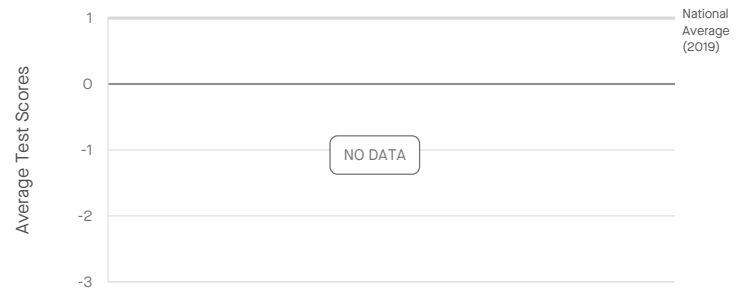 1
National
Average
(2019)
0
Average Test Scores
-1
NO DATA
-2
-3